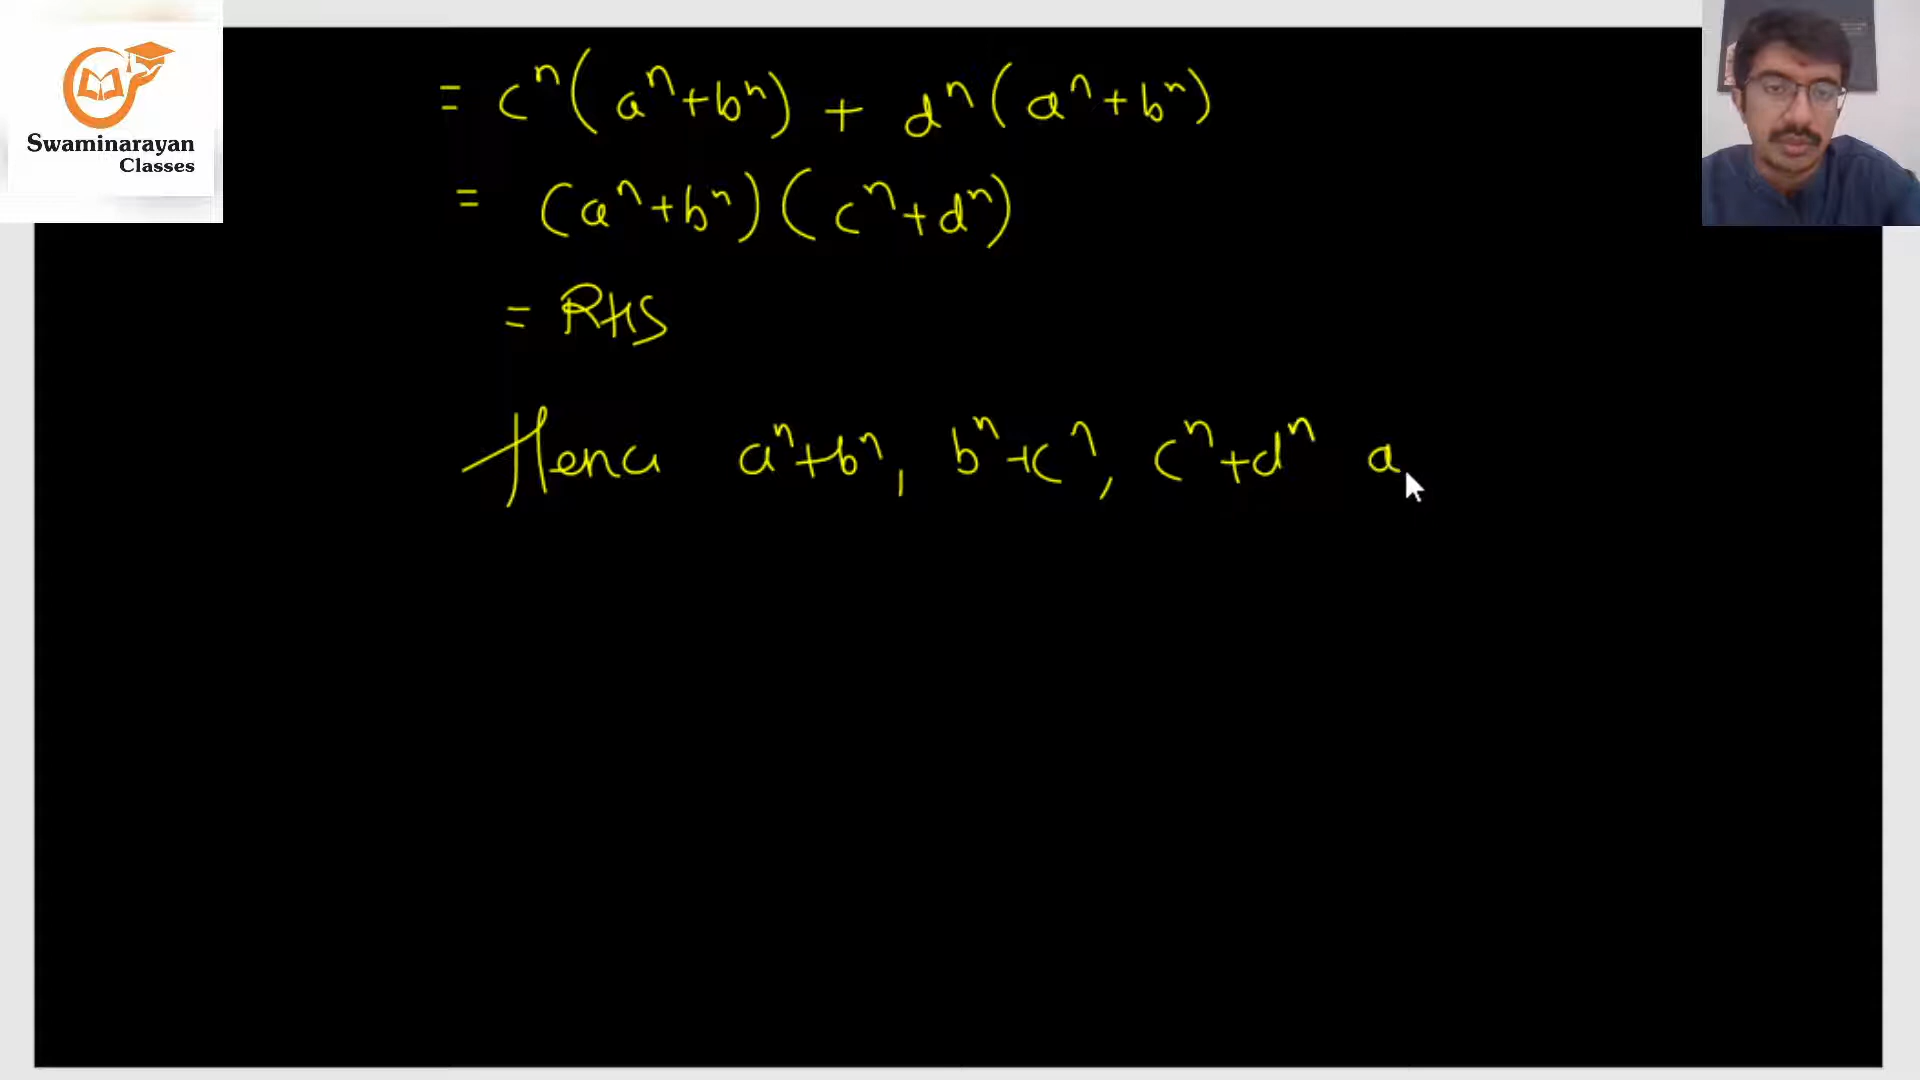 Swaminarayan
Classes
= cⁿ(aⁿ+bⁿ) + dⁿ(aⁿ+bⁿ)
= (aⁿ+bⁿ)(cⁿ+dⁿ)
= RHS
Hence aⁿ+bⁿ, bⁿ+cⁿ, cⁿ+dⁿ a